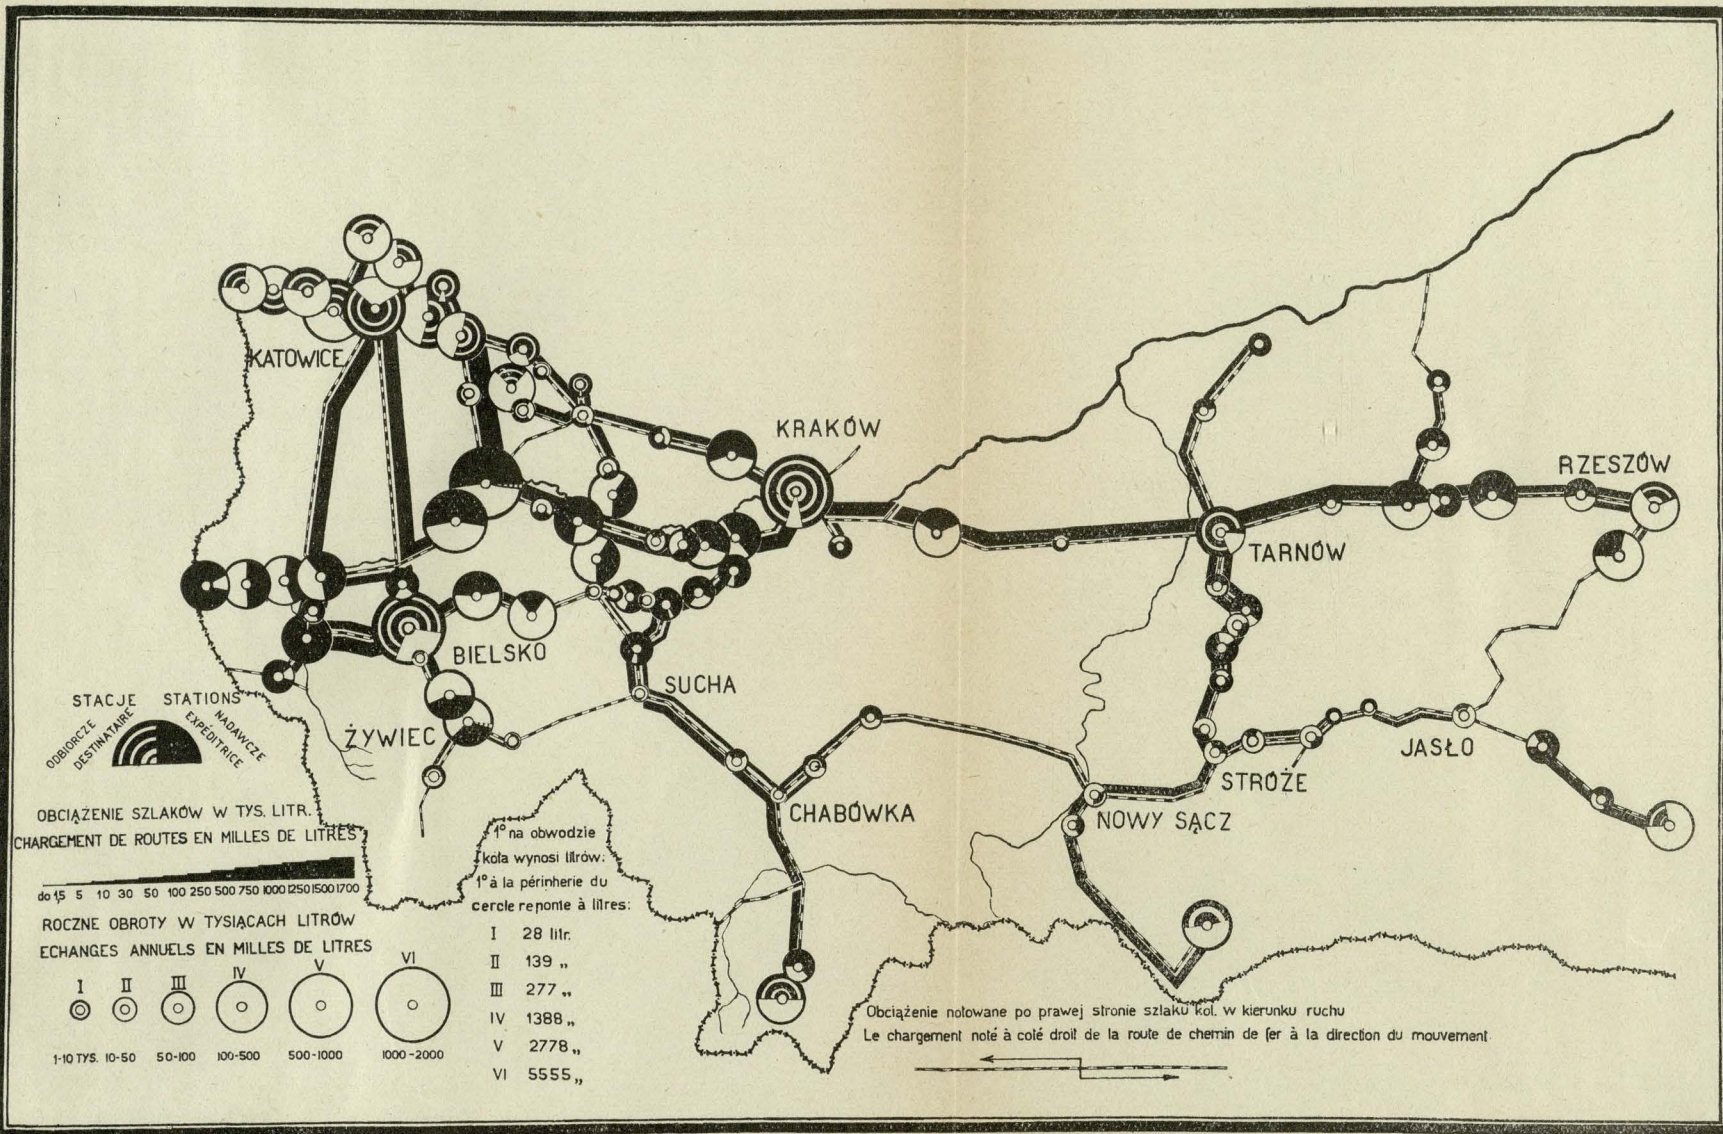 KATOWICE
KRAKÓW
RZESZÓW
TARNÓW
BIELSKO
SUCHA
ŻYWIEC
STRÓŻE
JASŁO
CHABÓWKA
NOWY SĄCZ
STACJE STATIONS
ODBIORCZE
DESTINATAIRE
NADAWCZE
EXPÉDITRICE
OBCIĄŻENIE SZLAKÓW W TYS. LITR.
CHARGEMENT DE ROUTES EN MILLES DE LITRES
do 1,5 5 10 30 50 100 250 500 750 1000 1250 1500 1700
ROCZNE OBROTY W TYSIĄCACH LITRÓW
ECHANGES ANNUELS EN MILLES DE LITRES
I II III IV V VI
1-10 TYS. 10-50 50-100 100-500 500-1000 1000-2000
1° na obwodzie
koła wynosi litrów:
1° à la périnherie du
cercle reponte à litres:
I 28 litr.
II 139 „
III 277 „
IV 1388 „
V 2778 „
VI 5555 „
Obciążenie notowane po prawej stronie szlaku kol. w kierunku ruchu
Le chargement noté à colé droit de la route de chemin de fer à la direction du mouvement